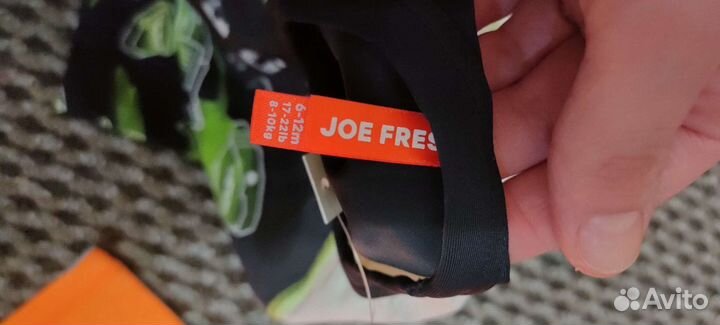 6-12m
17-22lb
8-10kg
JOE FRES
Avito